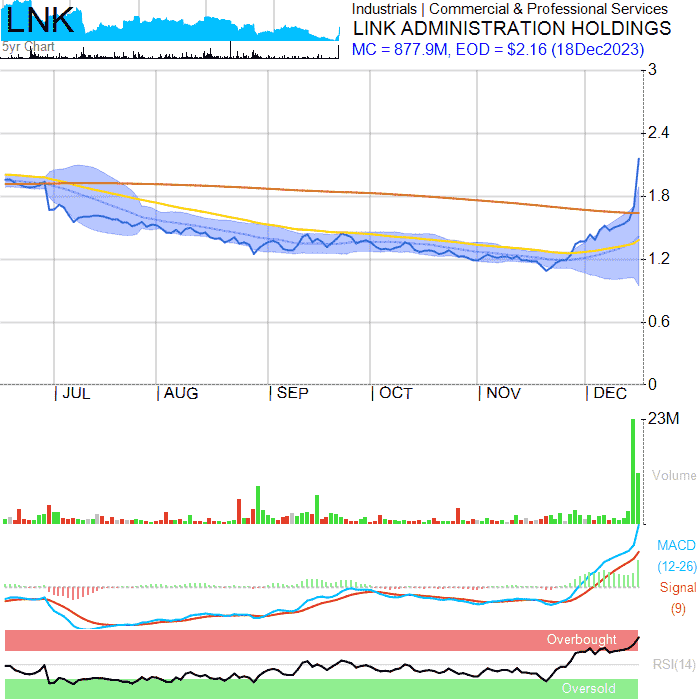 LNK
5yr Chart
Industrials | Commercial & Professional Services
LINK ADMINISTRATION HOLDINGS
MC = 877.9M, EOD = $2.16 (18Dec2023)
3
2.4
1.8
1.2
0.6
0
JUL AUG SEP OCT NOV DEC
23M
Volume
MACD
(12-26)
Signal
(9)
Overbought
RSI(14)
Oversold